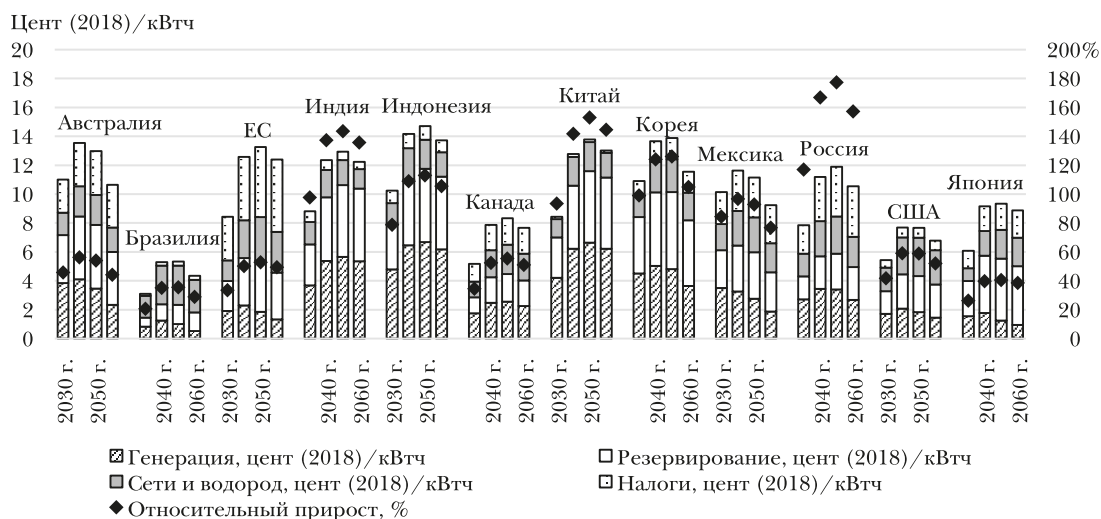 Цент (2018)/кВтч
20 200%
18 180
16 160
14 140
12 120
10 100
8 80
6 60
4 40
2 20
0 0
Австралия
Бразилия
ЕС
Индия
Индонезия
Канада
Китай
Корея
Мексика
Россия
США
Япония
2030 г.
2050 г.
2040 г.
2060 г.
2030 г.
2050 г.
2040 г.
2060 г.
2030 г.
2050 г.
2040 г.
2060 г.
2030 г.
2050 г.
2040 г.
2060 г.
2030 г.
2050 г.
2040 г.
2060 г.
2030 г.
2050 г.
2040 г.
2060 г.
Генерация, цент (2018)/кВтч
Резервирование, цент (2018)/кВтч
Сети и водород, цент (2018)/кВтч
Налоги, цент (2018)/кВтч
Относительный прирост, %